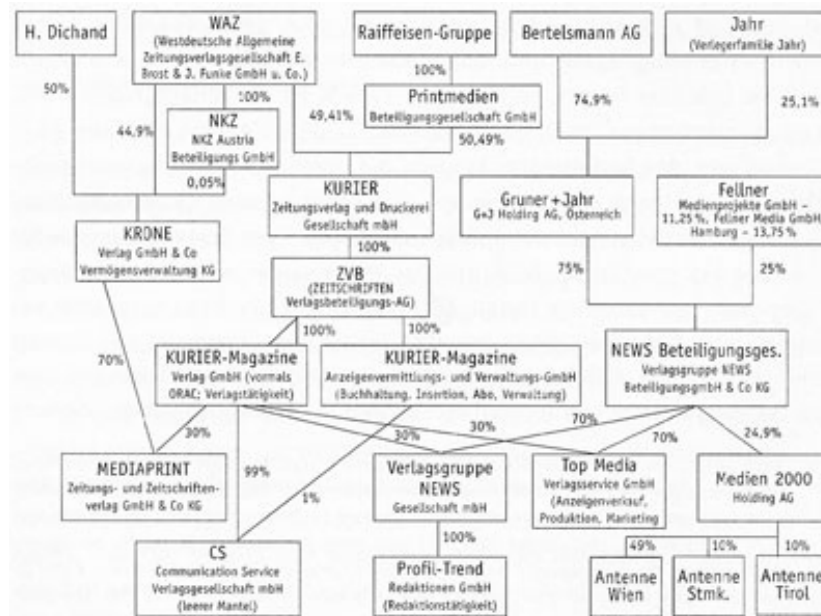 H. Dichand
WAZ
(Westdeutsche Allgemeine
Zeitungsverlagsgesellschaft E.
Brost & J. Funke GmbH u. Co.)
Raiffeisen-Gruppe
Bertelsmann AG
Jahr
(Verlegerfamilie Jahr)
50%
44,9%
100%
49,41%
100%
74,9%
25,1%
NKZ
NKZ Austria
Beteiligungs GmbH
Printmedien
Beteiligungsgesellschaft GmbH
0,05%
50,49%
KRONE
Verlag GmbH & Co
Vermögensverwaltung KG
KURIER
Zeitungsverlag und Druckerei
Gesellschaft mbH
Gruner+Jahr
G+J Holding AG, Österreich
Fellner
Medienprojekte GmbH –
11,25 %, Fellner Media GmbH
Hamburg – 13,75 %
100%
75%
25%
ZVB
(ZEITSCHRIFTEN
Verlagsbeteiligungs-AG)
100%
100%
70%
KURIER-Magazine
Verlag GmbH (vormals
ORAC; Verlagstätigkeit)
KURIER-Magazine
Anzeigenvermittlungs- und Verwaltungs-GmbH
(Buchhaltung, Insertion, Abo, Verwaltung)
NEWS Beteiligungsges.
Verlagsgruppe NEWS
BeteiligungsgmbH & Co KG
30%
99%
1%
30%
30%
70%
70%
24,9%
MEDIAPRINT
Zeitungs- und Zeitschriften-
verlag GmbH & Co KG
Verlagsgruppe
NEWS
Gesellschaft mbH
Top Media
Verlagsservice GmbH
(Anzeigenverkauf,
Produktion, Marketing
Medien 2000
Holding AG
100%
49%
10%
10%
CS
Communication Service
Verlagsgesellschaft mbH
(leerer Mantel)
Profil-Trend
Redaktionen GmbH
(Redaktionstätigkeit)
Antenne
Wien
Antenne
Stmk.
Antenne
Tirol